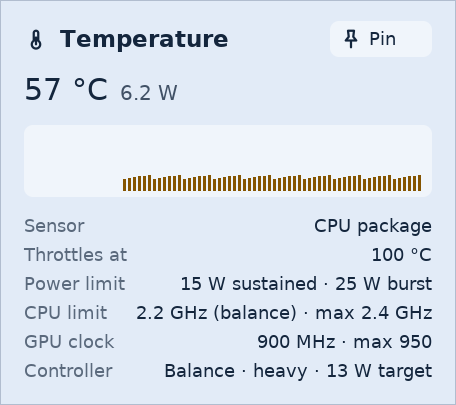 Temperature
Pin
57 °C 6.2 W
Sensor CPU package
Throttles at 100 °C
Power limit 15 W sustained · 25 W burst
CPU limit 2.2 GHz (balance) · max 2.4 GHz
GPU clock 900 MHz · max 950
Controller Balance · heavy · 13 W target